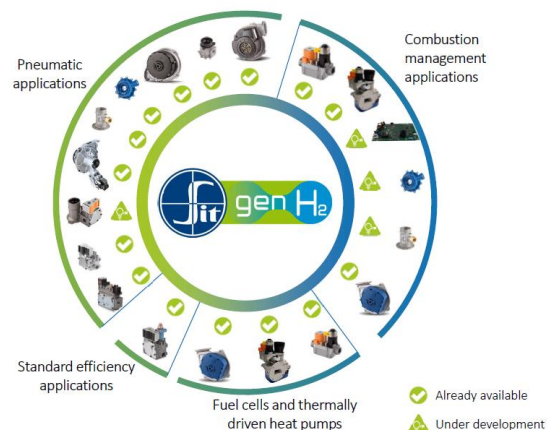 Pneumatic
applications
Combustion
management
applications
Sit gen H2
Standard efficiency
applications
Fuel cells and thermally
driven heat pumps
Already available
Under development